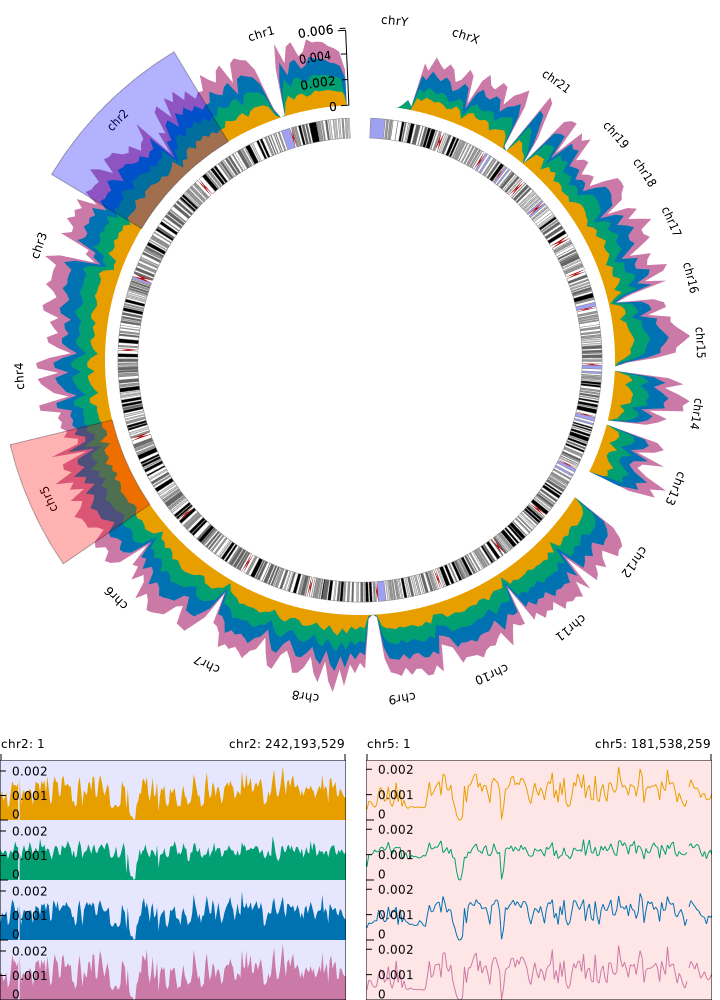 chrY
chr1
0.006
0.004
0.002
0
chrX
chr21
chr19
chr18
chr17
chr16
chr15
chr14
chr13
chr12
chr11
chr10
chr9
chr8
chr7
chr6
chr5
chr4
chr3
chr2
chr2: 1
chr2: 242,193,529
chr5: 1
chr5: 181,538,259
0.002
0.001
0
0.002
0.001
0
0.002
0.001
0
0.002
0.001
0
0.002
0.001
0
0.002
0.001
0
0.002
0.001
0
0.002
0.001
0